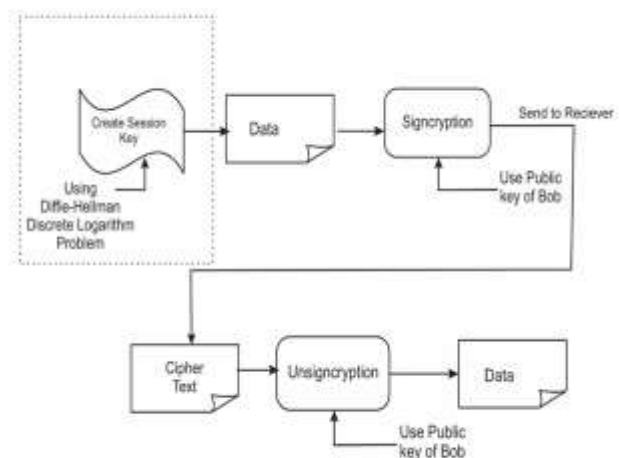 Create Session
Key
Using
Diffie-Hellman
Discrete Logarithm
Problem
Data
Signcryption
Send to Reciever
Use Public
key of Bob
Cipher
Text
Unsigncryption
Data
Use Public
key of Bob